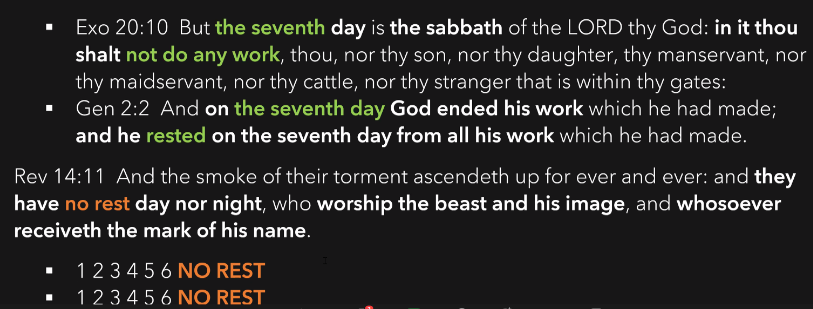 ▪ Exo 20:10 But the seventh day is the sabbath of the LORD thy God: in it thou
shalt not do any work, thou, nor thy son, nor thy daughter, thy manservant, nor
thy maidservant, nor thy cattle, nor thy stranger that is within thy gates:
▪ Gen 2:2 And on the seventh day God ended his work which he had made;
and he rested on the seventh day from all his work which he had made.
Rev 14:11 And the smoke of their torment ascendeth up for ever and ever: and they
have no rest day nor night, who worship the beast and his image, and whosoever
receiveth the mark of his name.
▪ 1 2 3 4 5 6 NO REST
▪ 1 2 3 4 5 6 NO REST